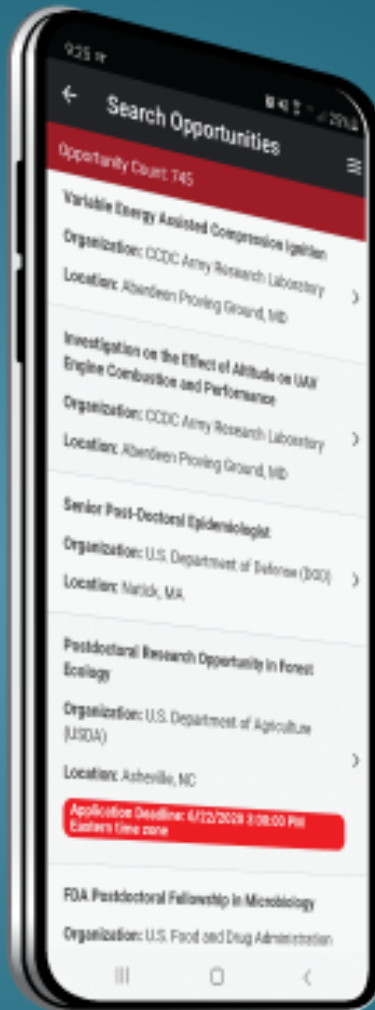 9:25
Search Opportunities
Opportunity Count: 745
Variable Energy Assisted Compression Ignition
Organization: CCDC Army Research Laboratory
Location: Aberdeen Proving Ground, MD
Investigation on the Effect of Altitude on UAV
Engine Combustion and Performance
Organization: CCDC Army Research Laboratory
Location: Aberdeen Proving Ground, MD
Senior Post-Doctoral Epidemiologist
Organization: U.S. Department of Defense (DOD)
Location: Natick, MA
Postdoctoral Research Opportunity in Forest
Ecology
Organization: U.S. Department of Agriculture
(USDA)
Location: Asheville, NC
Application Deadline: 6/22/2020 3:00:00 PM
Eastern time zone
FDA Postdoctoral Fellowship in Microbiology
Organization: U.S. Food and Drug Administration